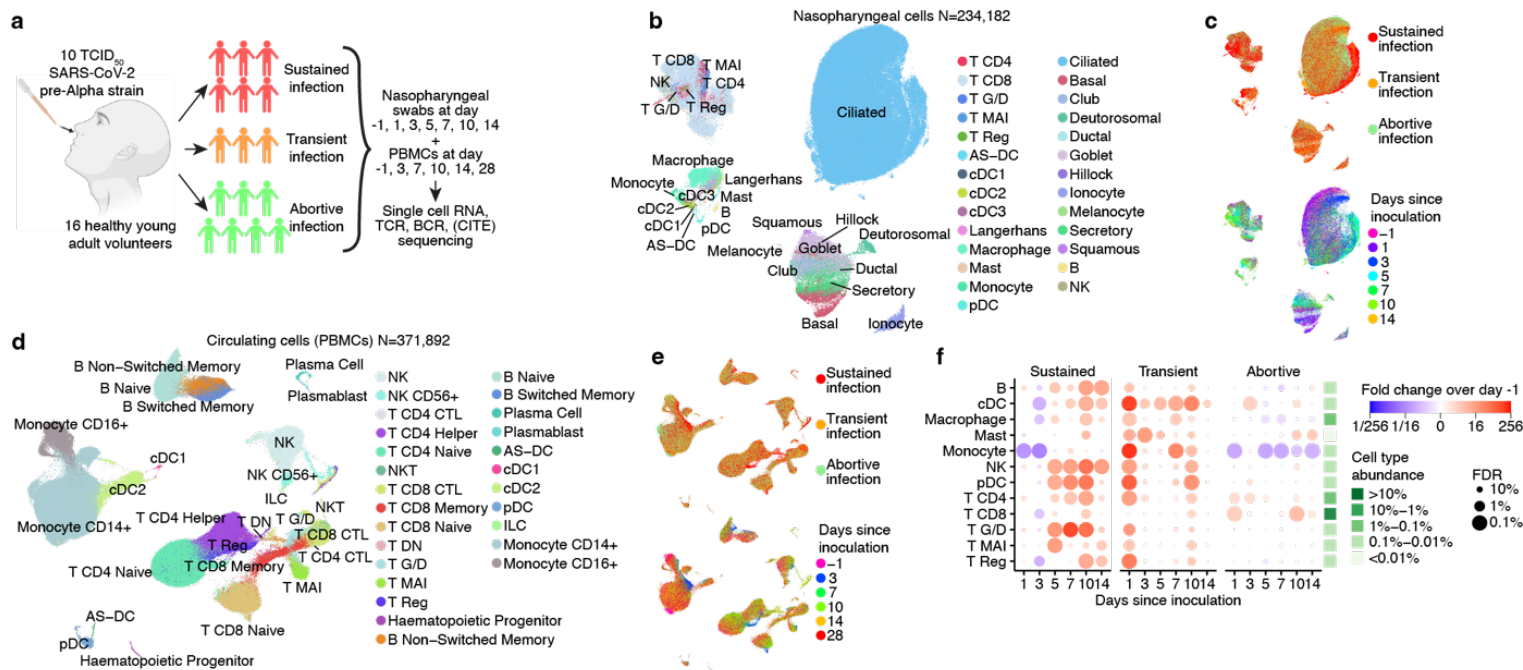 a
10 TCID50
SARS-CoV-2
pre-Alpha strain
16 healthy young
adult volunteers
Sustained
infection
Transient
infection
Abortive
infection
Nasopharyngeal
swabs at day
-1, 1, 3, 5, 7, 10, 14
+
PBMCs at day
-1, 3, 7, 10, 14, 28
Single cell RNA,
TCR, BCR, (CITE)
sequencing
b
Nasopharyngeal cells N=234,182
T CD8
T MAI
NK
T CD4
T G/D
T Reg
Macrophage
Langerhans
Monocyte
cDC3
Mast
cDC2
B
cDC1
pDC
AS-DC
Ciliated
Squamous
Hillock
Deuterosomal
Goblet
Melanocyte
Club
Ductal
Secretory
Basal
Ionocyte
T CD4
T CD8
T G/D
T MAI
T Reg
AS-DC
cDC1
cDC2
cDC3
Langerhans
Macrophage
Mast
Monocyte
pDC
Ciliated
Basal
Club
Deutorosomal
Ductal
Goblet
Hillock
Ionocyte
Melanocyte
Secretory
Squamous
B
NK
c
Sustained
infection
Transient
infection
Abortive
infection
Days since
inoculation
-1
1
3
5
7
10
14
d
Circulating cells (PBMCs) N=371,892
B Non-Switched Memory
B Naive
B Switched Memory
Plasma Cell
Plasmablast
Monocyte CD16+
cDC1
cDC2
Monocyte CD14+
NK
NK CD56+
ILC
NKT
T CD4 Helper
T DN
T G/D
T CD8 CTL
T Reg
T CD4 CTL
T CD4 Naive
T CD8 Memory
T MAI
T CD8 Naive
AS-DC
pDC
Haematopoietic Progenitor
NK
NK CD56+
T CD4 CTL
T CD4 Helper
T CD4 Naive
NKT
T CD8 CTL
T CD8 Memory
T CD8 Naive
T DN
T G/D
T MAI
T Reg
Haematopoietic Progenitor
B Non-Switched Memory
B Naive
B Switched Memory
Plasma Cell
Plasmablast
AS-DC
cDC1
cDC2
pDC
ILC
Monocyte CD14+
Monocyte CD16+
e
Sustained
infection
Transient
infection
Abortive
infection
Days since
inoculation
-1
3
7
10
14
28
f
Sustained Transient Abortive
B
cDC
Macrophage
Mast
Monocyte
NK
pDC
T CD4
T CD8
T G/D
T MAI
T Reg
1 3 5 7 1014 1 3 5 7 1014 1 3 5 7 1014
Days since inoculation
Fold change over day -1
1/256 1/16 0 16 256
Cell type
abundance
>10%
10%-1%
1%-0.1%
0.1%-0.01%
<0.01%
FDR
10%
1%
0.1%